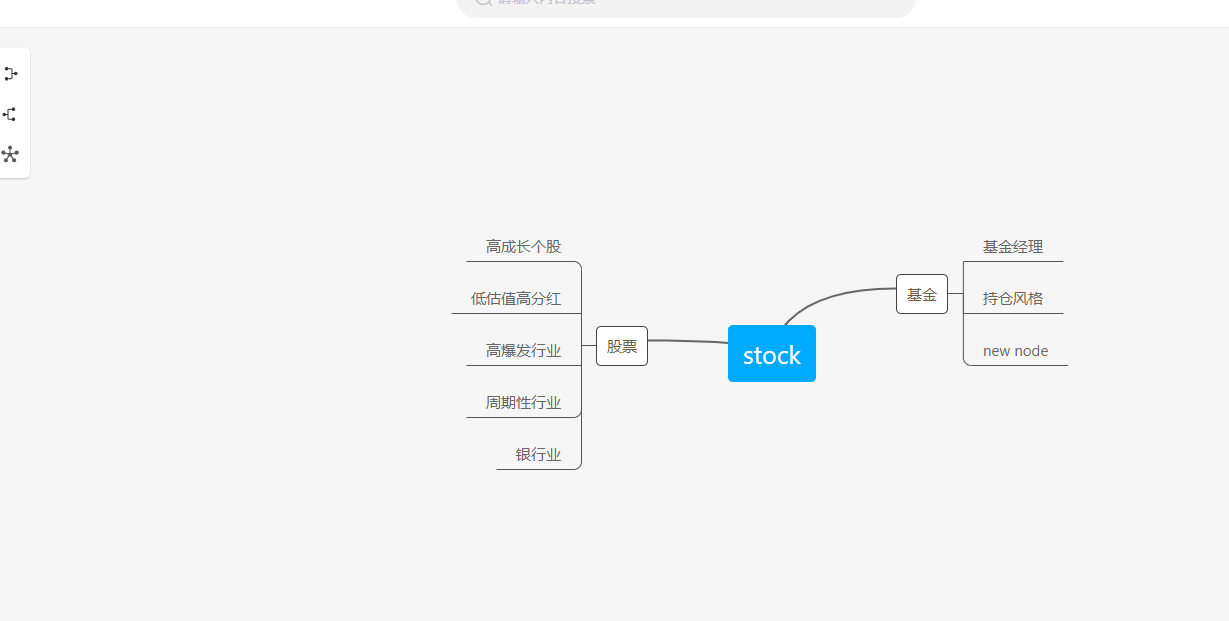 高成长个股
低估值高分红
高爆发行业
周期性行业
银行业
股票
stock
基金
基金经理
持仓风格
new node